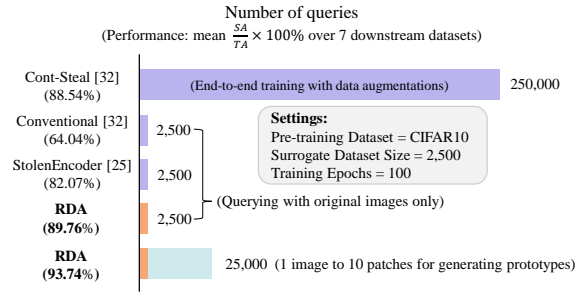 Number of queries
(Performance: mean SA/TA × 100% over 7 downstream datasets)
Cont-Steal [32]
(88.54%)
(End-to-end training with data augmentations)
250,000
Conventional [32]
(64.04%)
2,500
Settings:
Pre-training Dataset = CIFAR10
Surrogate Dataset Size = 2,500
Training Epochs = 100
StolenEncoder [25]
(82.07%)
2,500
RDA
(89.76%)
2,500
(Querying with original images only)
RDA
(93.74%)
25,000 (1 image to 10 patches for generating prototypes)